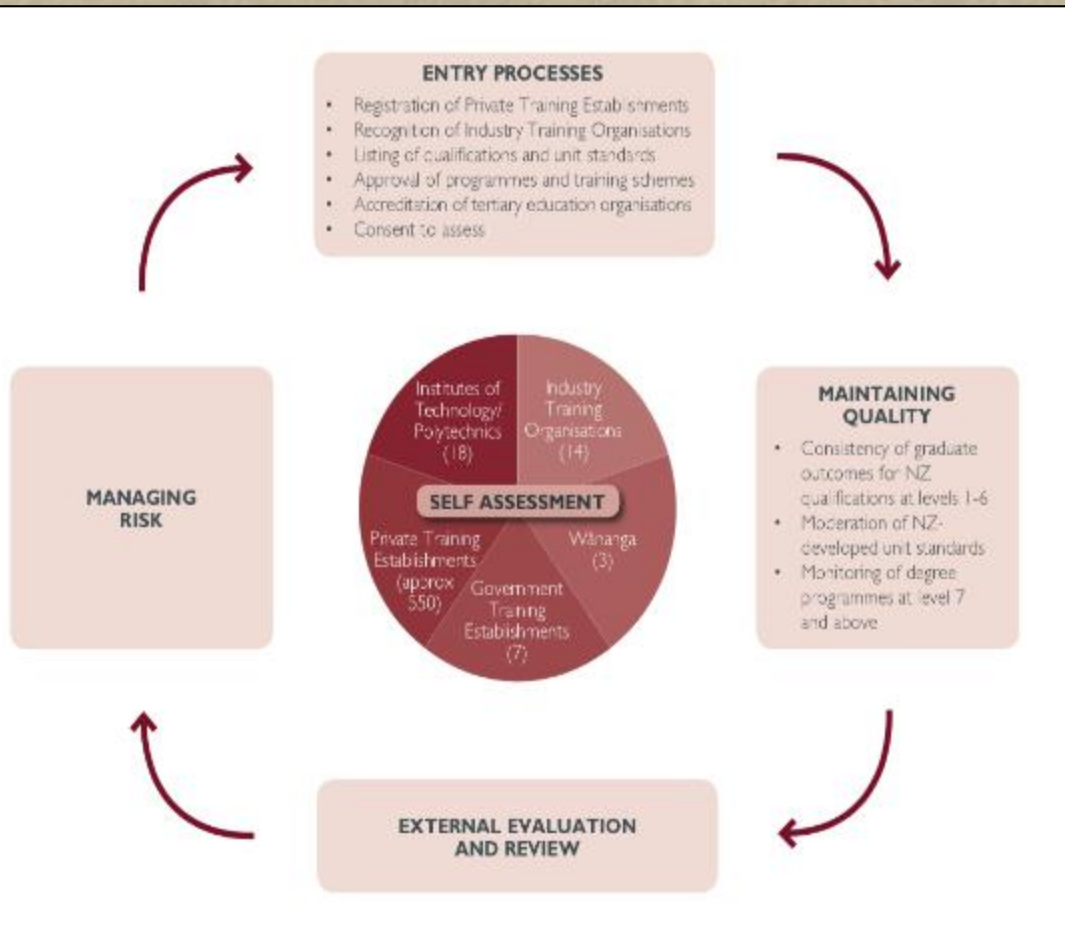 ENTRY PROCESSES
• Registration of Private Training Establishments
• Recognition of Industry Training Organisations
• Listing of qualifications and unit standards
• Approval of programmes and training schemes
• Accreditation of tertiary education organisations
• Consent to assess
MANAGING
RISK
Institutes of
Technology/
Polytechnics
(18)
Industry
Training
Organisations
(14)
SELF ASSESSMENT
Private Training
Establishments
(approx
550)
Government
Training
Establishments
(7)
Wānanga
(3)
MAINTAINING
QUALITY
• Consistency of graduate
outcomes for NZ
qualifications at levels 1-6
• Moderation of NZ-
developed unit standards
• Monitoring of degree
programmes at level 7
and above
EXTERNAL EVALUATION
AND REVIEW